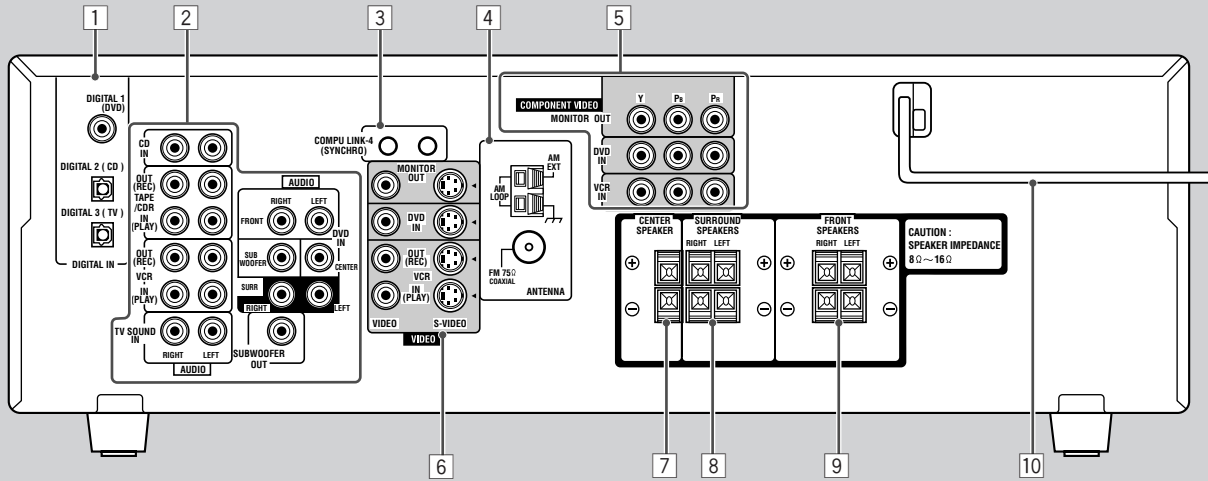 1
2
3
4
5
DIGITAL 1
(DVD)
DIGITAL 2 ( CD )
DIGITAL 3 ( TV )
DIGITAL IN
CD
IN
OUT
(REC)
TAPE
/CDR
IN
(PLAY)
OUT
(REC)
VCR
IN
(PLAY)
TV SOUND
IN
RIGHT
LEFT
AUDIO
AUDIO
RIGHT
LEFT
FRONT
DVD
IN
SUB
WOOFER
CENTER
SURR
RIGHT
LEFT
SUBWOOFER
OUT
COMPU LINK-4
(SYNCHRO)
MONITOR
OUT
DVD
IN
OUT
(REC)
VCR
IN
(PLAY)
VIDEO
S-VIDEO
VIDEO
AM
EXT
AM
LOOP
FM 75Ω
COAXIAL
ANTENNA
COMPONENT VIDEO
MONITOR OUT
Y
PB
PR
DVD
IN
VCR
IN
CENTER
SPEAKER
SURROUND
SPEAKERS
RIGHT
LEFT
FRONT
SPEAKERS
RIGHT
LEFT
+
−
+
−
+
−
+
−
CAUTION :
SPEAKER IMPEDANCE
8Ω～16Ω
6
7
8
9
10